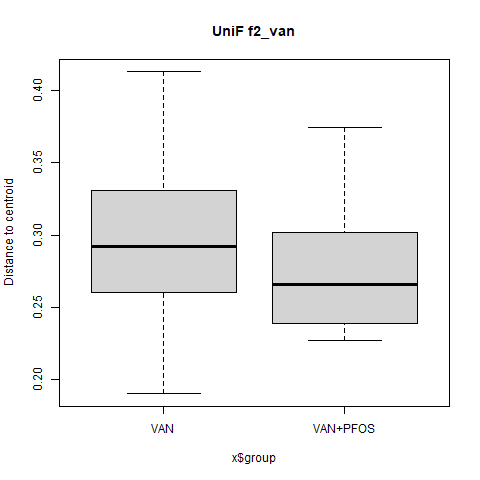 UniF f2_van
Distance to centroid
0.40
0.35
0.30
0.25
0.20
VAN
VAN+PFOS
x$group